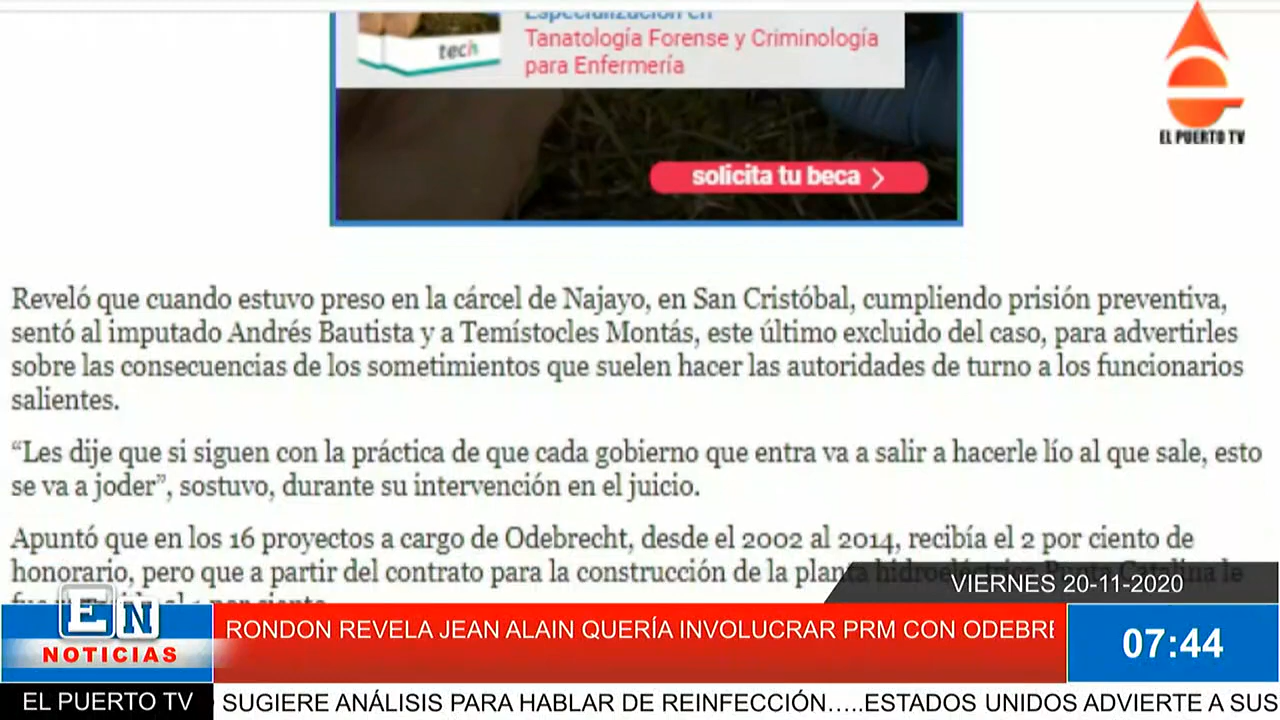 Especialización en
Tanatología Forense y Criminología
para Enfermería
tech
solicita tu beca
EL PUERTO TV
Reveló que cuando estuvo preso en la cárcel de Najayo, en San Cristóbal, cumpliendo prisión preventiva,
sentó al imputado Andrés Bautista y a Temístocles Montás, este último excluido del caso, para advertirles
sobre las consecuencias de los sometimientos que suelen hacer las autoridades de turno a los funcionarios
salientes.
“Les dije que si siguen con la práctica de que cada gobierno que entra va a salir a hacerle lío al que sale, esto
se va a joder”, sostuvo, durante su intervención en el juicio.
Apuntó que en los 16 proyectos a cargo de Odebrecht, desde el 2002 al 2014, recibía el 2 por ciento de
honorario, pero que a partir del contrato para la construcción de la planta hidroeléctrica Punta Catalina le
VIERNES 20-11-2020
EN
NOTICIAS
RONDON REVELA JEAN ALAIN QUERÍA INVOLUCRAR PRM CON ODEBRE
07:44
EL PUERTO TV
SUGIERE ANÁLISIS PARA HABLAR DE REINFECCIÓN.....ESTADOS UNIDOS ADVIERTE A SUS